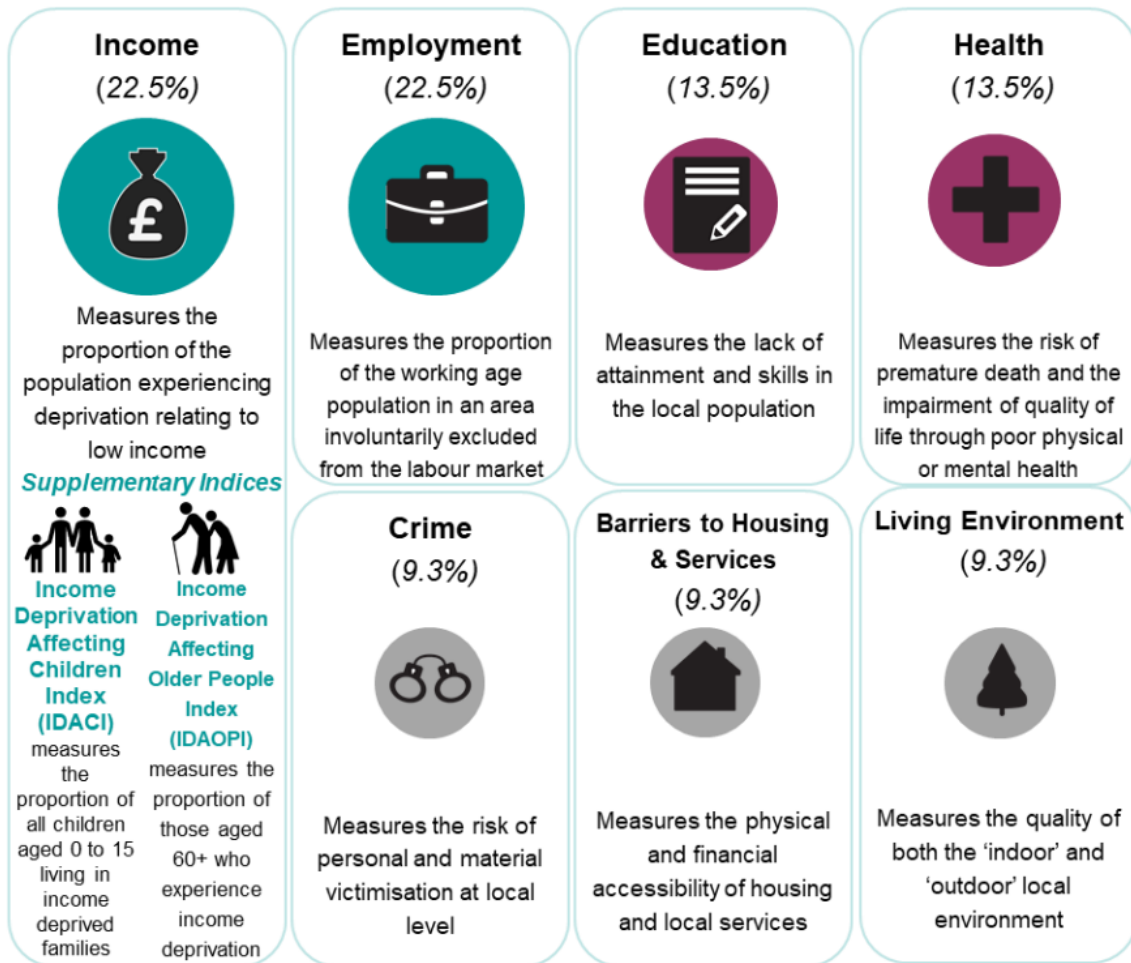 Income
(22.5%)
£
Measures the
proportion of the
population experiencing
deprivation relating to
low income
Supplementary Indices
Income
Deprivation
Affecting
Children
Index
(IDACI)
measures
the
proportion of
all children
aged 0 to 15
living in
income
deprived
families
Income
Deprivation
Affecting
Older People
Index
(IDAOPI)
measures the
proportion of
those aged
60+ who
experience
income
deprivation
Employment
(22.5%)
Measures the proportion
of the working age
population in an area
involuntarily excluded
from the labour market
Education
(13.5%)
Measures the lack of
attainment and skills in
the local population
Health
(13.5%)
Measures the risk of
premature death and the
impairment of quality of
life through poor physical
or mental health
Crime
(9.3%)
Measures the risk of
personal and material
victimisation at local
level
Barriers to Housing
& Services
(9.3%)
Measures the physical
and financial
accessibility of housing
and local services
Living Environment
(9.3%)
Measures the quality of
both the ‘indoor’ and
‘outdoor’ local
environment